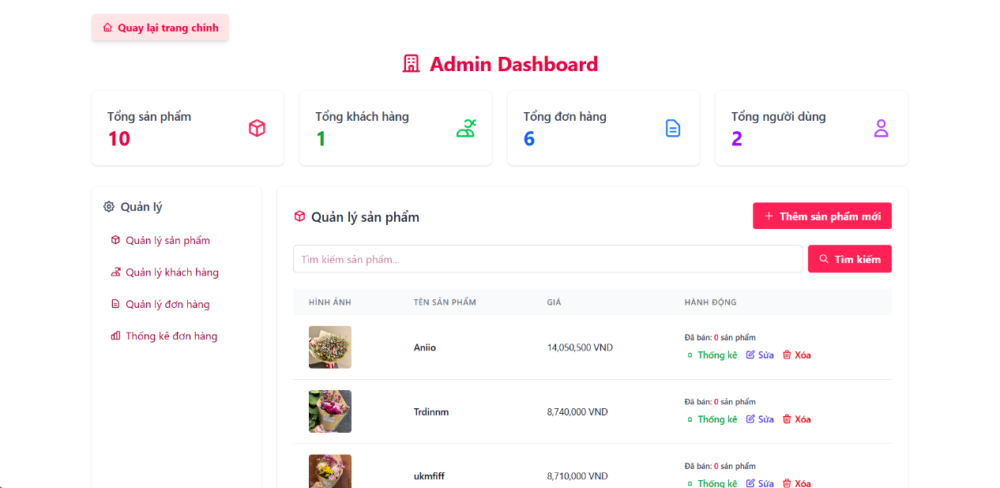 Quay lại trang chính
Admin Dashboard
Tổng sản phẩm
10
Tổng khách hàng
1
Tổng đơn hàng
6
Tổng người dùng
2
Quản lý
Quản lý sản phẩm
Quản lý khách hàng
Quản lý đơn hàng
Thống kê đơn hàng
Quản lý sản phẩm
Thêm sản phẩm mới
Tìm kiếm sản phẩm...
Tìm kiếm
HÌNH ẢNH TÊN SẢN PHẨM GIÁ HÀNH ĐỘNG
Aniio 14,050,500 VND
Đã bán: 0 sản phẩm
Thống kê Sửa Xóa
Trdinnm 8,740,000 VND
Đã bán: 0 sản phẩm
Thống kê Sửa Xóa
ukmfiff 8,710,000 VND
Đã bán: 0 sản phẩm
Thống kê Sửa Xóa